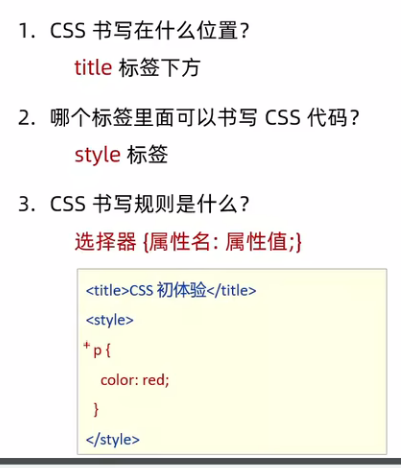 1. CSS 书写在什么位置？
title 标签下方
2. 哪个标签里面可以书写 CSS 代码？
style 标签
3. CSS 书写规则是什么？
选择器 {属性名: 属性值;}
<title>CSS 初体验</title>
<style>
+ p {
color: red;
}
</style>